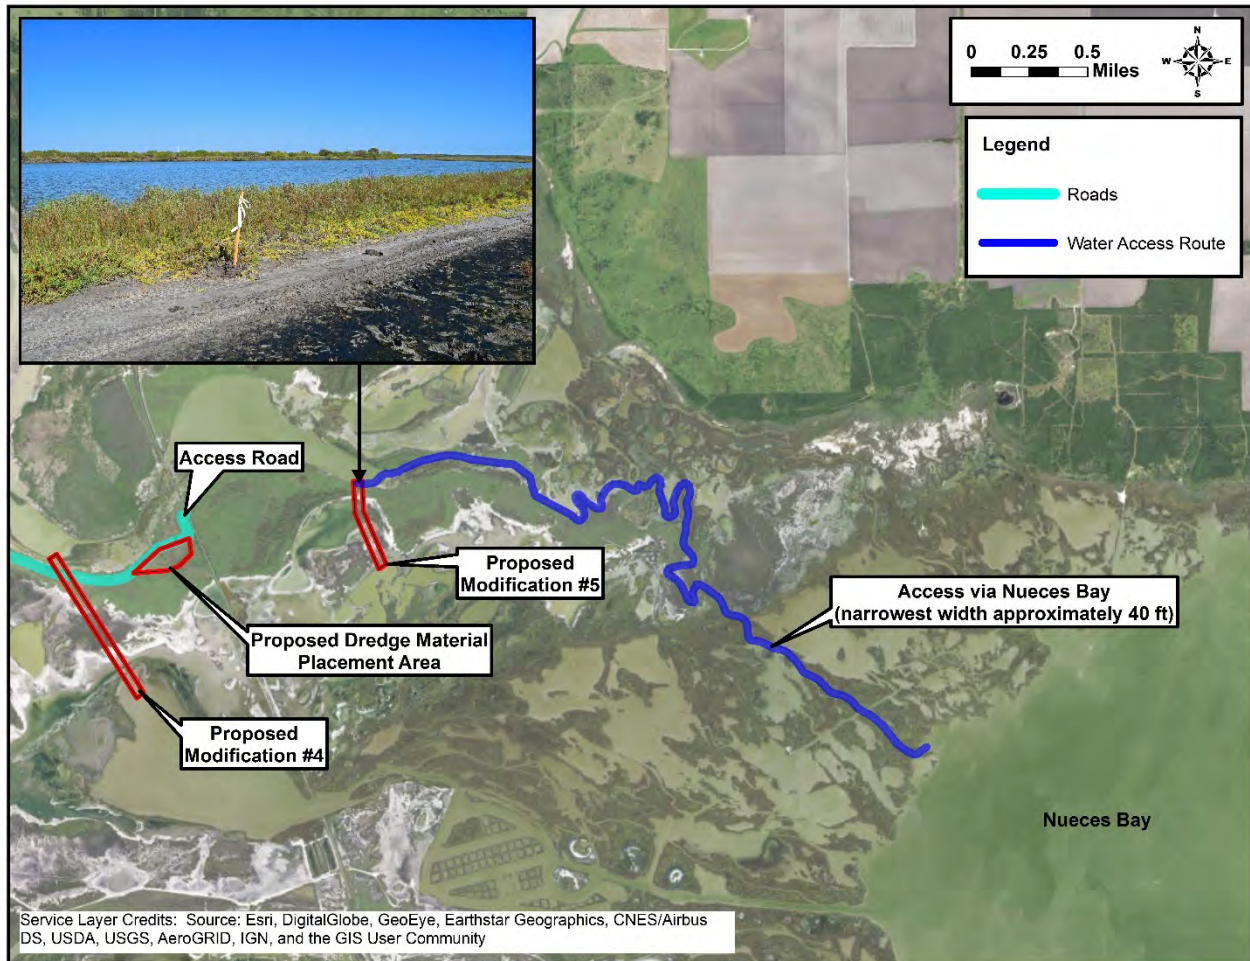 0 0.25 0.5
Miles
N
W E
S
Legend
Roads
Water Access Route
Access Road
Proposed
Modification #5
Access via Nueces Bay
(narrowest width approximately 40 ft)
Proposed Dredge Material
Placement Area
Proposed
Modification #4
Nueces Bay
Service Layer Credits: Source: Esri, DigitalGlobe, GeoEye, Earthstar Geographics, CNES/Airbus
DS, USDA, USGS, AeroGRID, IGN, and the GIS User Community